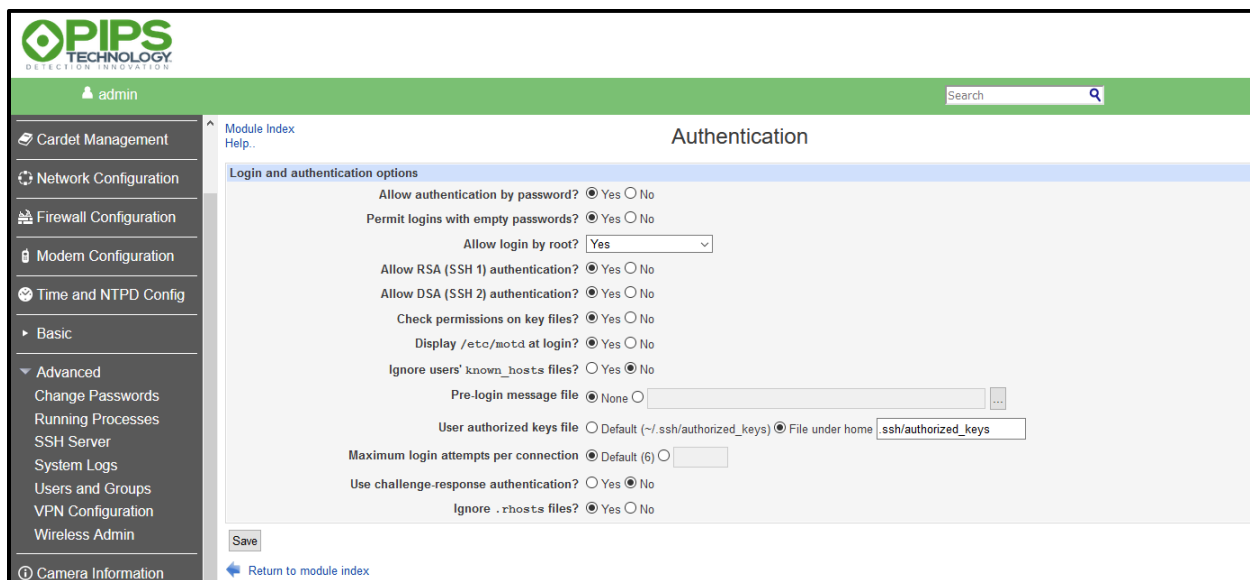 PIPS
TECHNOLOGY
DETECTION INNOVATION
admin
Search
Cardet Management
Network Configuration
Firewall Configuration
Modem Configuration
Time and NTPD Config
Basic
Advanced
Change Passwords
Running Processes
SSH Server
System Logs
Users and Groups
VPN Configuration
Wireless Admin
Camera Information
Module Index
Help..
Authentication
Login and authentication options
Allow authentication by password? Yes No
Permit logins with empty passwords? Yes No
Allow login by root? Yes
Allow RSA (SSH 1) authentication? Yes No
Allow DSA (SSH 2) authentication? Yes No
Check permissions on key files? Yes No
Display /etc/motd at login? Yes No
Ignore users' known_hosts files? Yes No
Pre-login message file None ...
User authorized keys file Default (~/.ssh/authorized_keys) File under home .ssh/authorized_keys
Maximum login attempts per connection Default (6)
Use challenge-response authentication? Yes No
Ignore .rhosts files? Yes No
Save
Return to module index